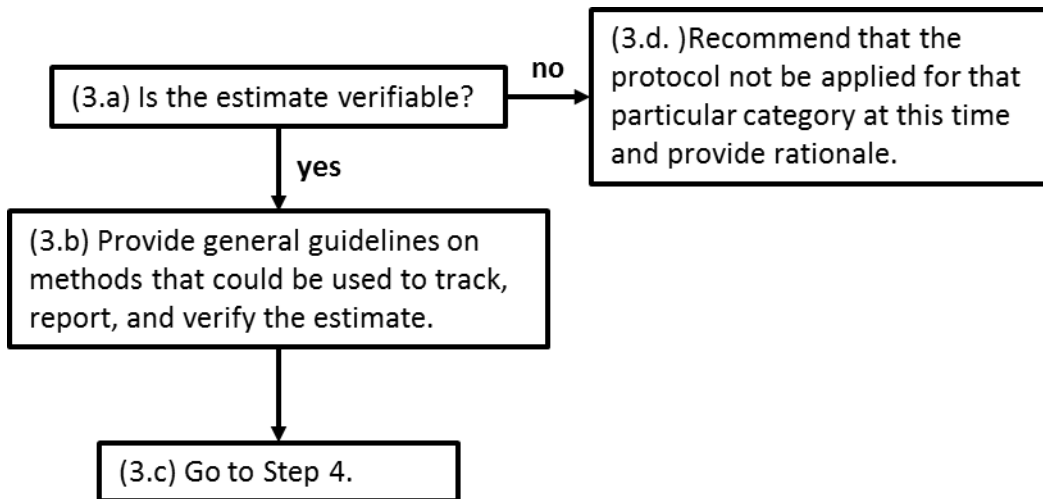 (3.a) Is the estimate verifiable?
no
(3.d. )Recommend that the
protocol not be applied for that
particular category at this time
and provide rationale.
yes
(3.b) Provide general guidelines on
methods that could be used to track,
report, and verify the estimate.
(3.c) Go to Step 4.